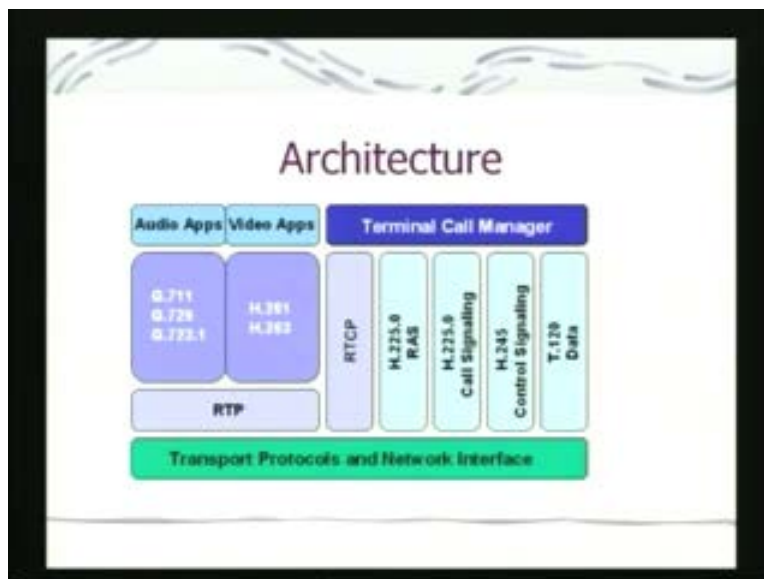 Architecture
Audio Apps
Video Apps
Terminal Call Manager
G.711
G.729
G.723.1
H.261
H.263
RTP
RTCP
H.225.0
RAS
H.225.0
Call Signaling
H.245
Control Signaling
T.120
Data
Transport Protocols and Network Interface